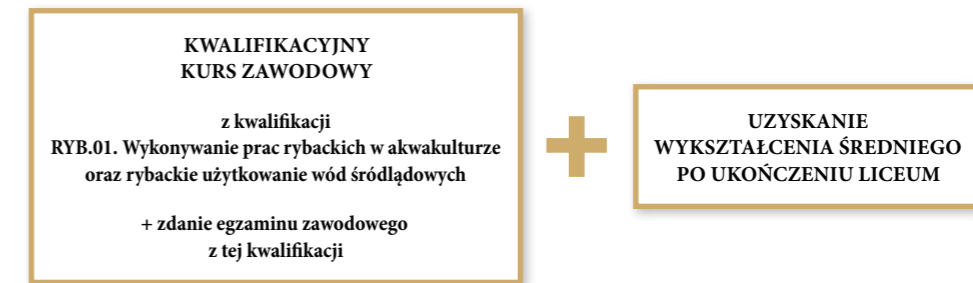 KWALIFIKACYJNY
KURS ZAWODOWY
z kwalifikacji
RYB.01. Wykonywanie prac rybackich w akwakulturze
oraz rybackie użytkowanie wód śródlądowych
+ zdanie egzaminu zawodowego
z tej kwalifikacji
+
UZYSKANIE
WYKSZTAŁCENIA ŚREDNIEGO
PO UKOŃCZENIU LICEUM